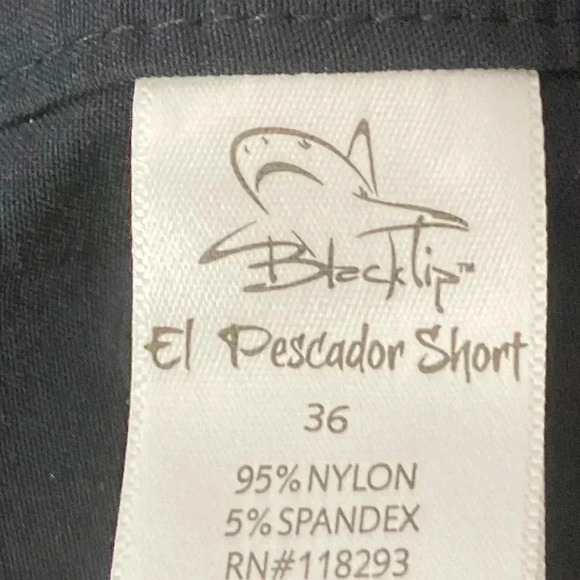 BlackTip™
El Pescador Short
36
95% NYLON
5% SPANDEX
RN#118293